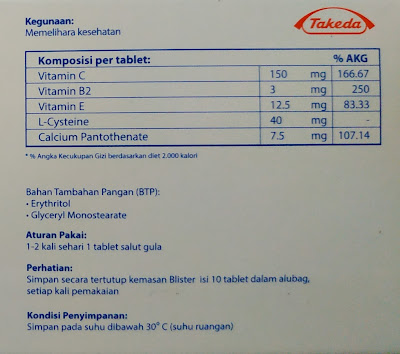 Kegunaan:
Memelihara kesehatan
Takeda
Komposisi per tablet: % AKG
Vitamin C 150 mg 166.67
Vitamin B2 3 mg 250
Vitamin E 12.5 mg 83.33
L-Cysteine 40 mg -
Calcium Pantothenate 7.5 mg 107.14
* % Angka Kecukupan Gizi berdasarkan diet 2.000 kalori
Bahan Tambahan Pangan (BTP):
• Erythritol
• Glyceryl Monostearate
Aturan Pakai:
1-2 kali sehari 1 tablet salut gula
Perhatian:
Simpan secara tertutup kemasan Blister isi 10 tablet dalam alubag,
setiap kali pemakaian
Kondisi Penyimpanan:
Simpan pada suhu dibawah 30° C (suhu ruangan)